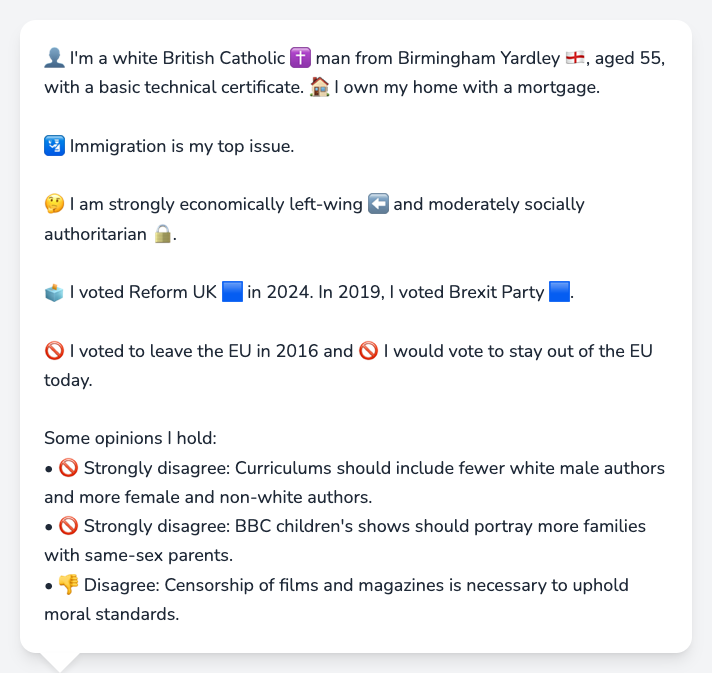 👤 I'm a white British Catholic ✝️ man from Birmingham Yardley 🏴󠁧󠁢󠁥󠁮󠁧󠁿, aged 55,
with a basic technical certificate. 🏠 I own my home with a mortgage.
🛂 Immigration is my top issue.
🤔 I am strongly economically left-wing ⬅️ and moderately socially
authoritarian 🔒.
🗳️ I voted Reform UK 🟦 in 2024. In 2019, I voted Brexit Party 🟦.
🚫 I voted to leave the EU in 2016 and 🚫 I would vote to stay out of the EU
today.
Some opinions I hold:
• 🚫 Strongly disagree: Curriculums should include fewer white male authors
and more female and non-white authors.
• 🚫 Strongly disagree: BBC children's shows should portray more families
with same-sex parents.
• 👎 Disagree: Censorship of films and magazines is necessary to uphold
moral standards.